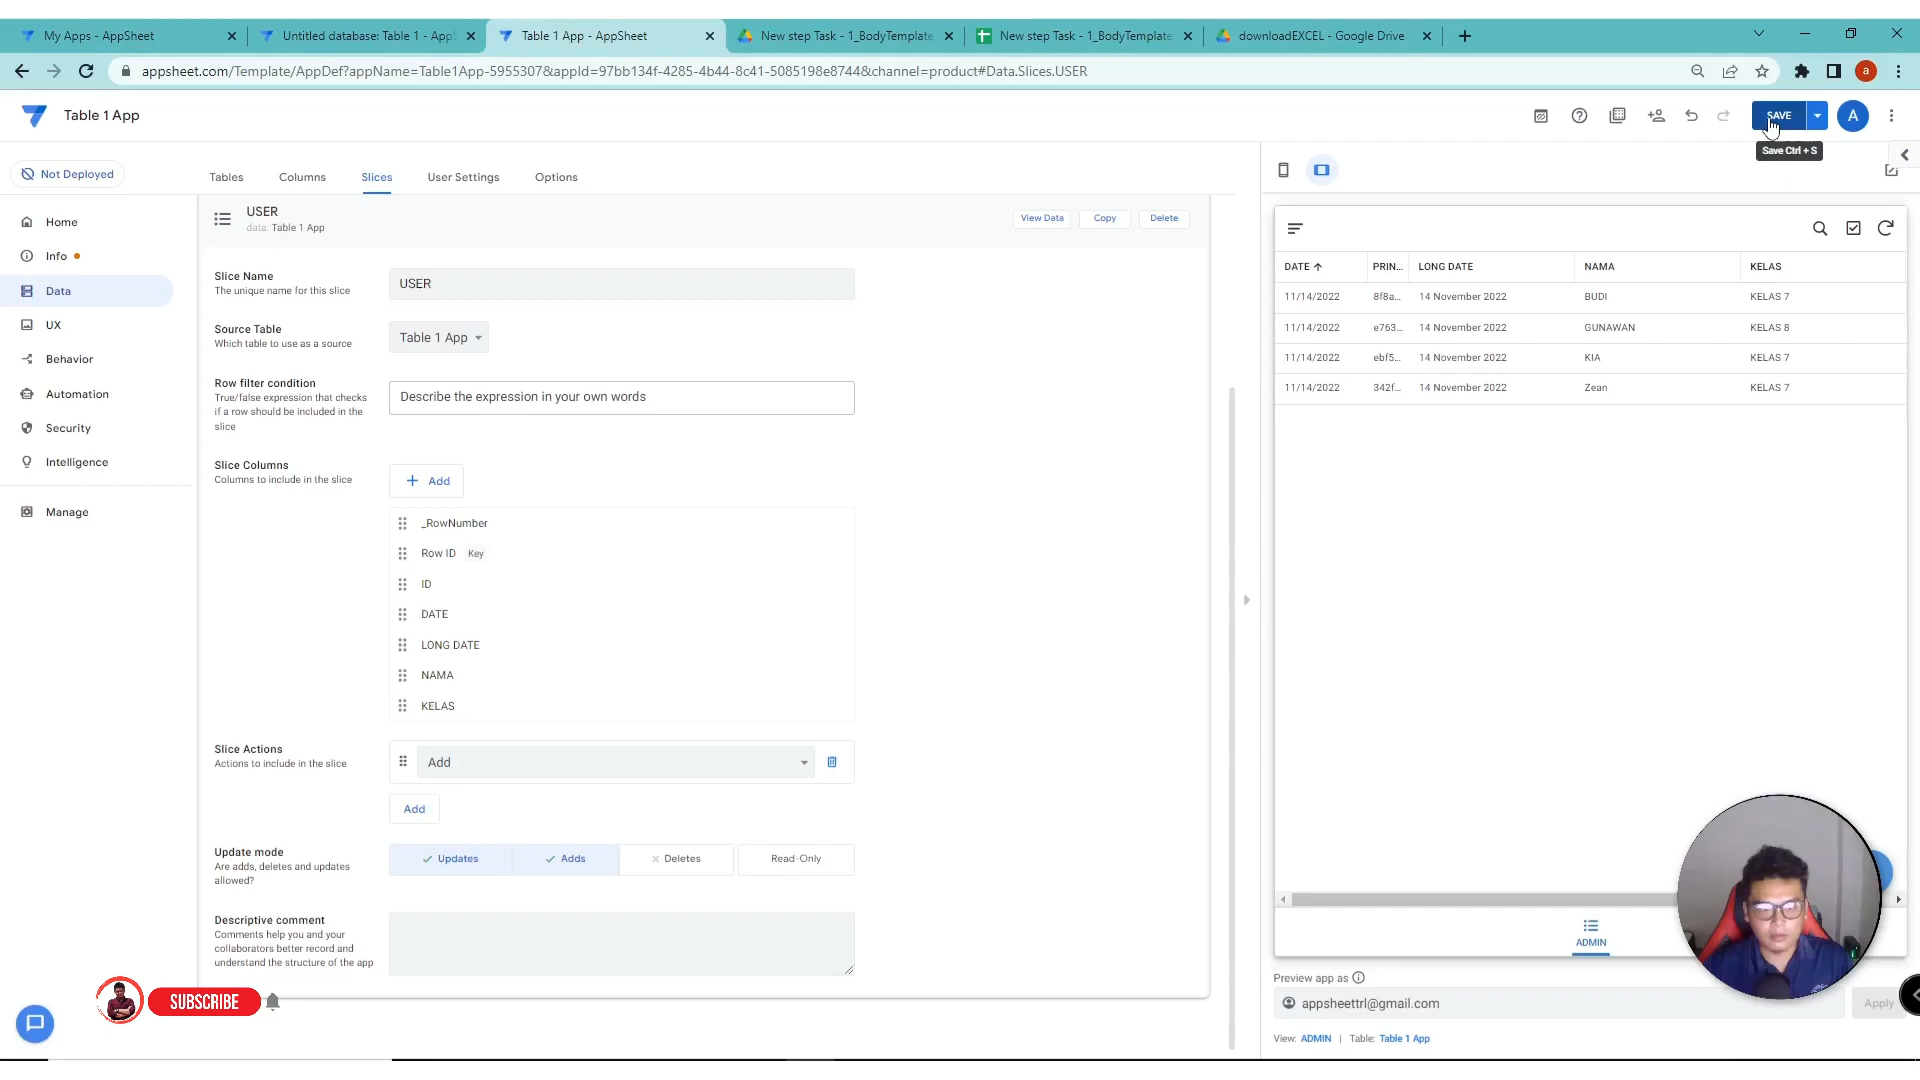 My Apps - AppSheet
Untitled database: Table 1 - AppS
Table 1 App - AppSheet
New step Task - 1_BodyTemplate
New step Task - 1_BodyTemplate
downloadEXCEL - Google Drive
appsheet.com/Template/AppDef?appName=Table1App-5955307&appId=97bb134f-4285-4b44-8c41-5085198e8744&channel=product#Data.Slices.USER
a
Table 1 App
SAVE
A
Save Ctrl + S
Not Deployed
Tables
Columns
Slices
User Settings
Options
Home
Info
Data
UX
Behavior
Automation
Security
Intelligence
Manage
USER
data: Table 1 App
View Data
Copy
Delete
Slice Name
The unique name for this slice
USER
Source Table
Which table to use as a source
Table 1 App
Row filter condition
True/false expression that checks
if a row should be included in the
slice
Describe the expression in your own words
Slice Columns
Columns to include in the slice
Add
_RowNumber
Row ID Key
ID
DATE
LONG DATE
NAMA
KELAS
Slice Actions
Actions to include in the slice
Add
Add
Update mode
Are adds, deletes and updates
allowed?
Updates
Adds
Deletes
Read-Only
Descriptive comment
Comments help you and your
collaborators better record and
understand the structure of the app
SUBSCRIBE
DATE PRIN... LONG DATE NAMA KELAS
11/14/2022 8f8a... 14 November 2022 BUDI KELAS 7
11/14/2022 e763... 14 November 2022 GUNAWAN KELAS 8
11/14/2022 ebf5... 14 November 2022 KIA KELAS 7
11/14/2022 342f... 14 November 2022 Zean KELAS 7
ADMIN
Preview app as
appsheettrl@gmail.com
Apply
View: ADMIN | Table: Table 1 App